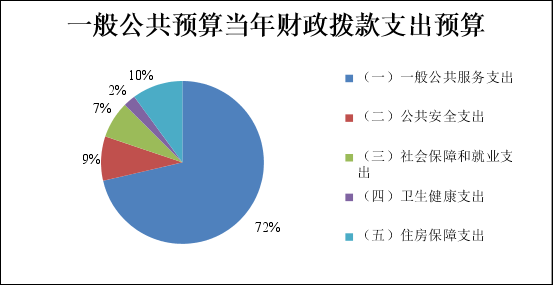 一般公共预算当年财政拨款支出预算
10%
2%
7%
9%
72%
（一）一般公共服务支出
（二）公共安全支出
（三）社会保障和就业支
出
（四）卫生健康支出
（五）住房保障支出